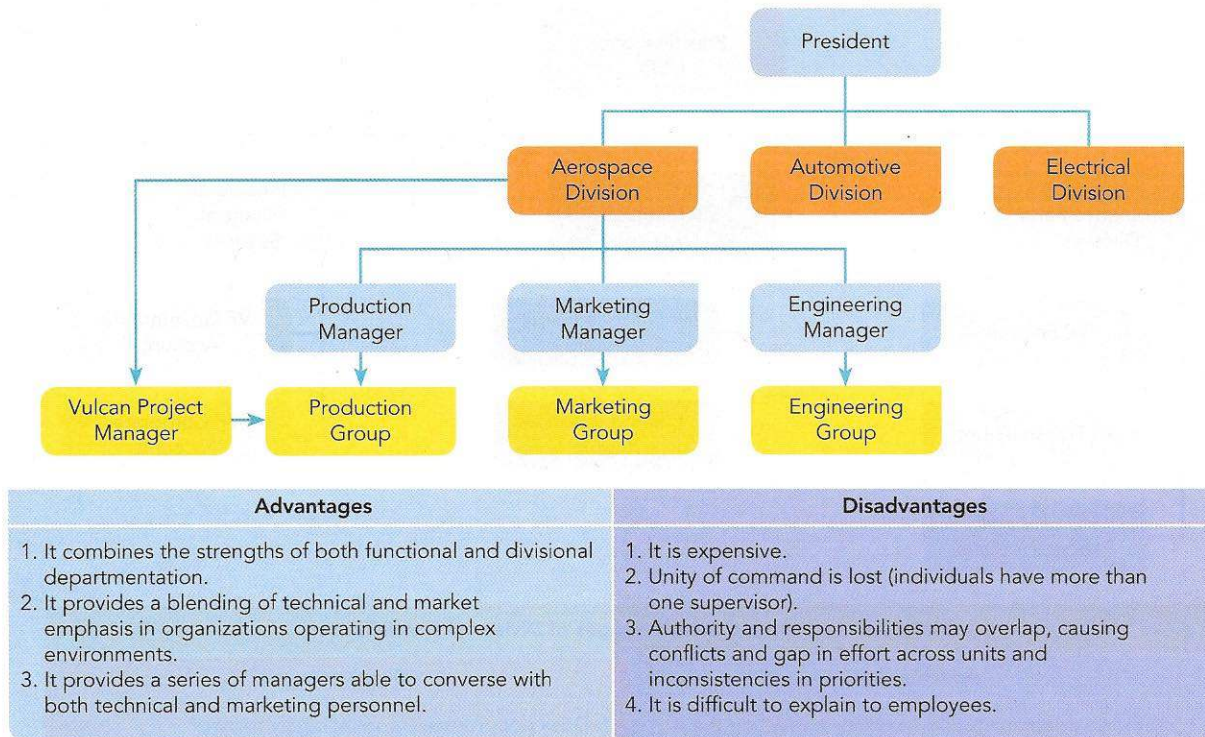 President
Aerospace
Division
Automotive
Division
Electrical
Division
Production
Manager
Marketing
Manager
Engineering
Manager
Vulcan Project
Manager
Production
Group
Marketing
Group
Engineering
Group
Advantages
1. It combines the strengths of both functional and divisional
departmentation.
2. It provides a blending of technical and market
emphasis in organizations operating in complex
environments.
3. It provides a series of managers able to converse with
both technical and marketing personnel.
Disadvantages
1. It is expensive.
2. Unity of command is lost (individuals have more than
one supervisor).
3. Authority and responsibilities may overlap, causing
conflicts and gap in effort across units and
inconsistencies in priorities.
4. It is difficult to explain to employees.